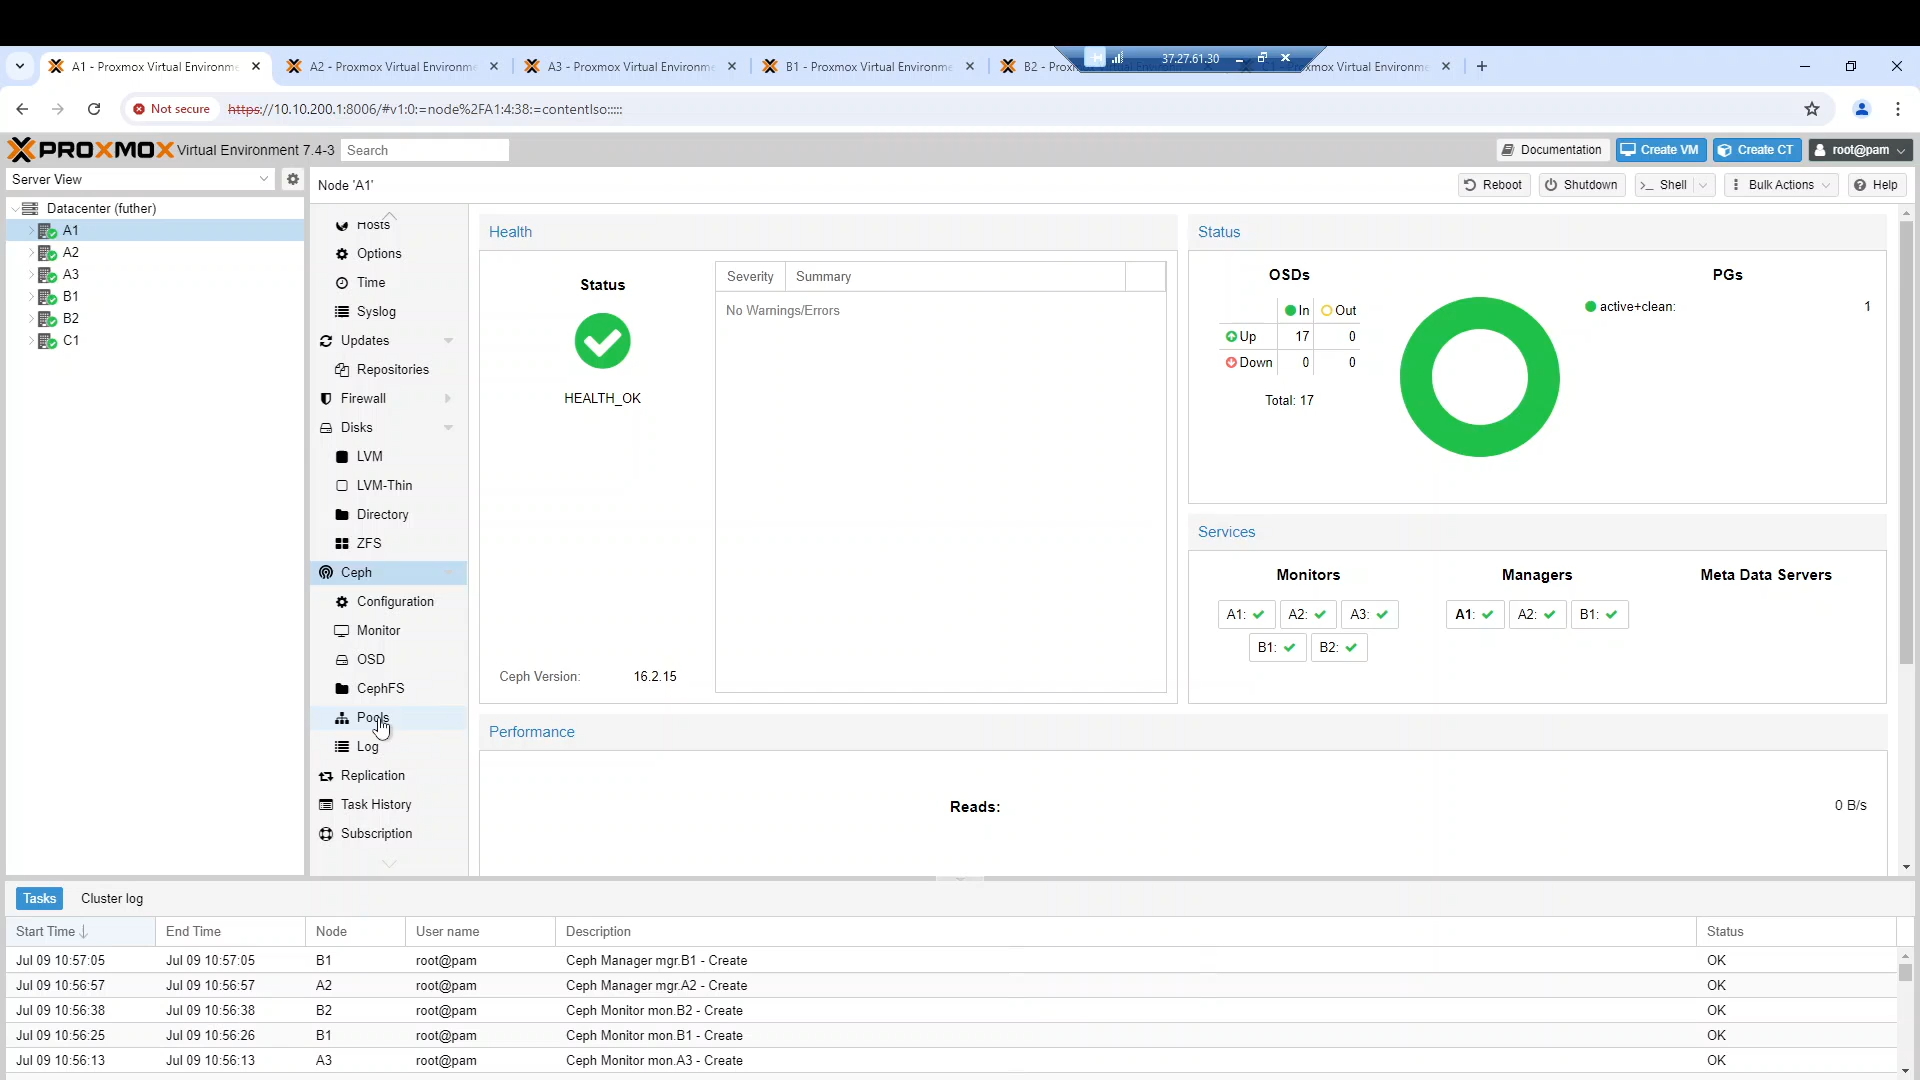 A1 - Proxmox Virtual Environme
A2 - Proxmox Virtual Environme
A3 - Proxmox Virtual Environme
B1 - Proxmox Virtual Environme
B2 - Prox
37.27.61.30
xmox Virtual Environme
Not secure
https://10.10.200.1:8006/#v1:0:=node%2FA1:4:38:=contentIso:::::
PROXMOX Virtual Environment 7.4-3
Search
Documentation
Create VM
Create CT
root@pam
Server View
Node 'A1'
Reboot
Shutdown
Shell
Bulk Actions
Help
Datacenter (futher)
A1
A2
A3
B1
B2
C1
Hosts
Options
Time
Syslog
Updates
Repositories
Firewall
Disks
LVM
LVM-Thin
Directory
ZFS
Ceph
Configuration
Monitor
OSD
CephFS
Pools
Log
Replication
Task History
Subscription
Health
Status
HEALTH_OK
Ceph Version: 16.2.15
Severity Summary
No Warnings/Errors
Status
OSDs
In Out
Up 17 0
Down 0 0
Total: 17
PGs
active+clean: 1
Services
Monitors
A1: A2: A3:
B1: B2:
Managers
A1: A2: B1:
Meta Data Servers
Performance
Reads: 0 B/s
Tasks
Cluster log
Start Time End Time Node User name Description Status
Jul 09 10:57:05 Jul 09 10:57:05 B1 root@pam Ceph Manager mgr.B1 - Create OK
Jul 09 10:56:57 Jul 09 10:56:57 A2 root@pam Ceph Manager mgr.A2 - Create OK
Jul 09 10:56:38 Jul 09 10:56:38 B2 root@pam Ceph Monitor mon.B2 - Create OK
Jul 09 10:56:25 Jul 09 10:56:26 B1 root@pam Ceph Monitor mon.B1 - Create OK
Jul 09 10:56:13 Jul 09 10:56:13 A3 root@pam Ceph Monitor mon.A3 - Create OK